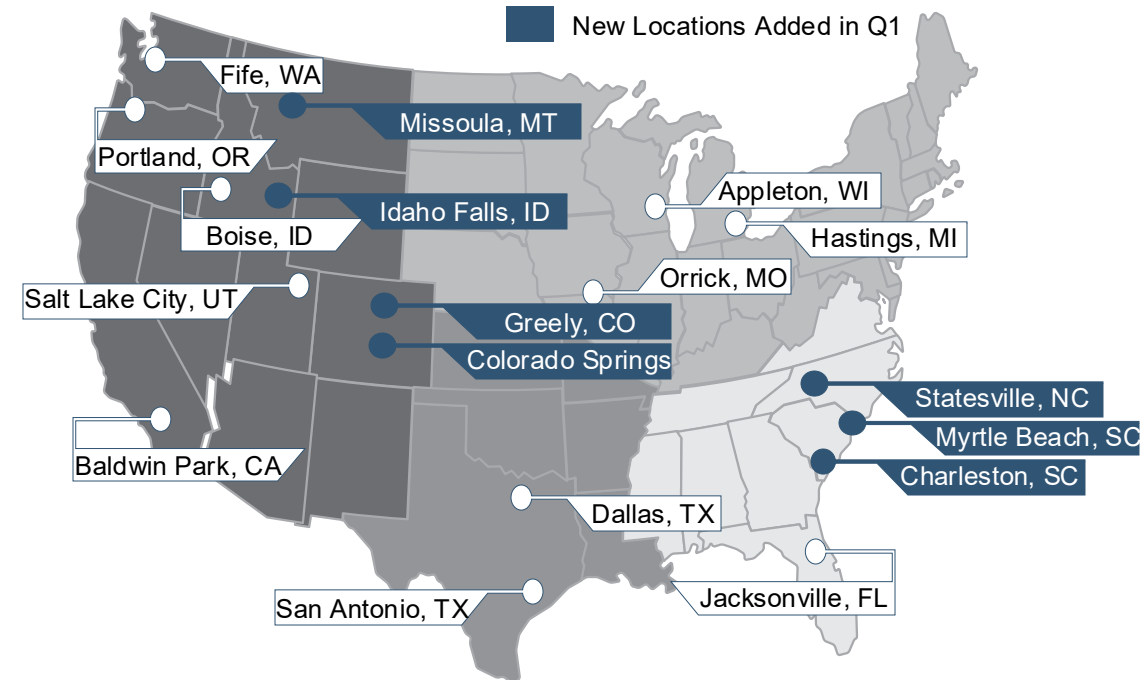 New Locations Added in Q1
Fife, WA
Missoula, MT
Portland, OR
Appleton, WI
Idaho Falls, ID
Boise, ID
Hastings, MI
Orrick, MO
Salt Lake City, UT
Greely, CO
Colorado Springs
Statesville, NC
Myrtle Beach, SC
Baldwin Park, CA
Charleston, SC
Dallas, TX
San Antonio, TX
Jacksonville, FL